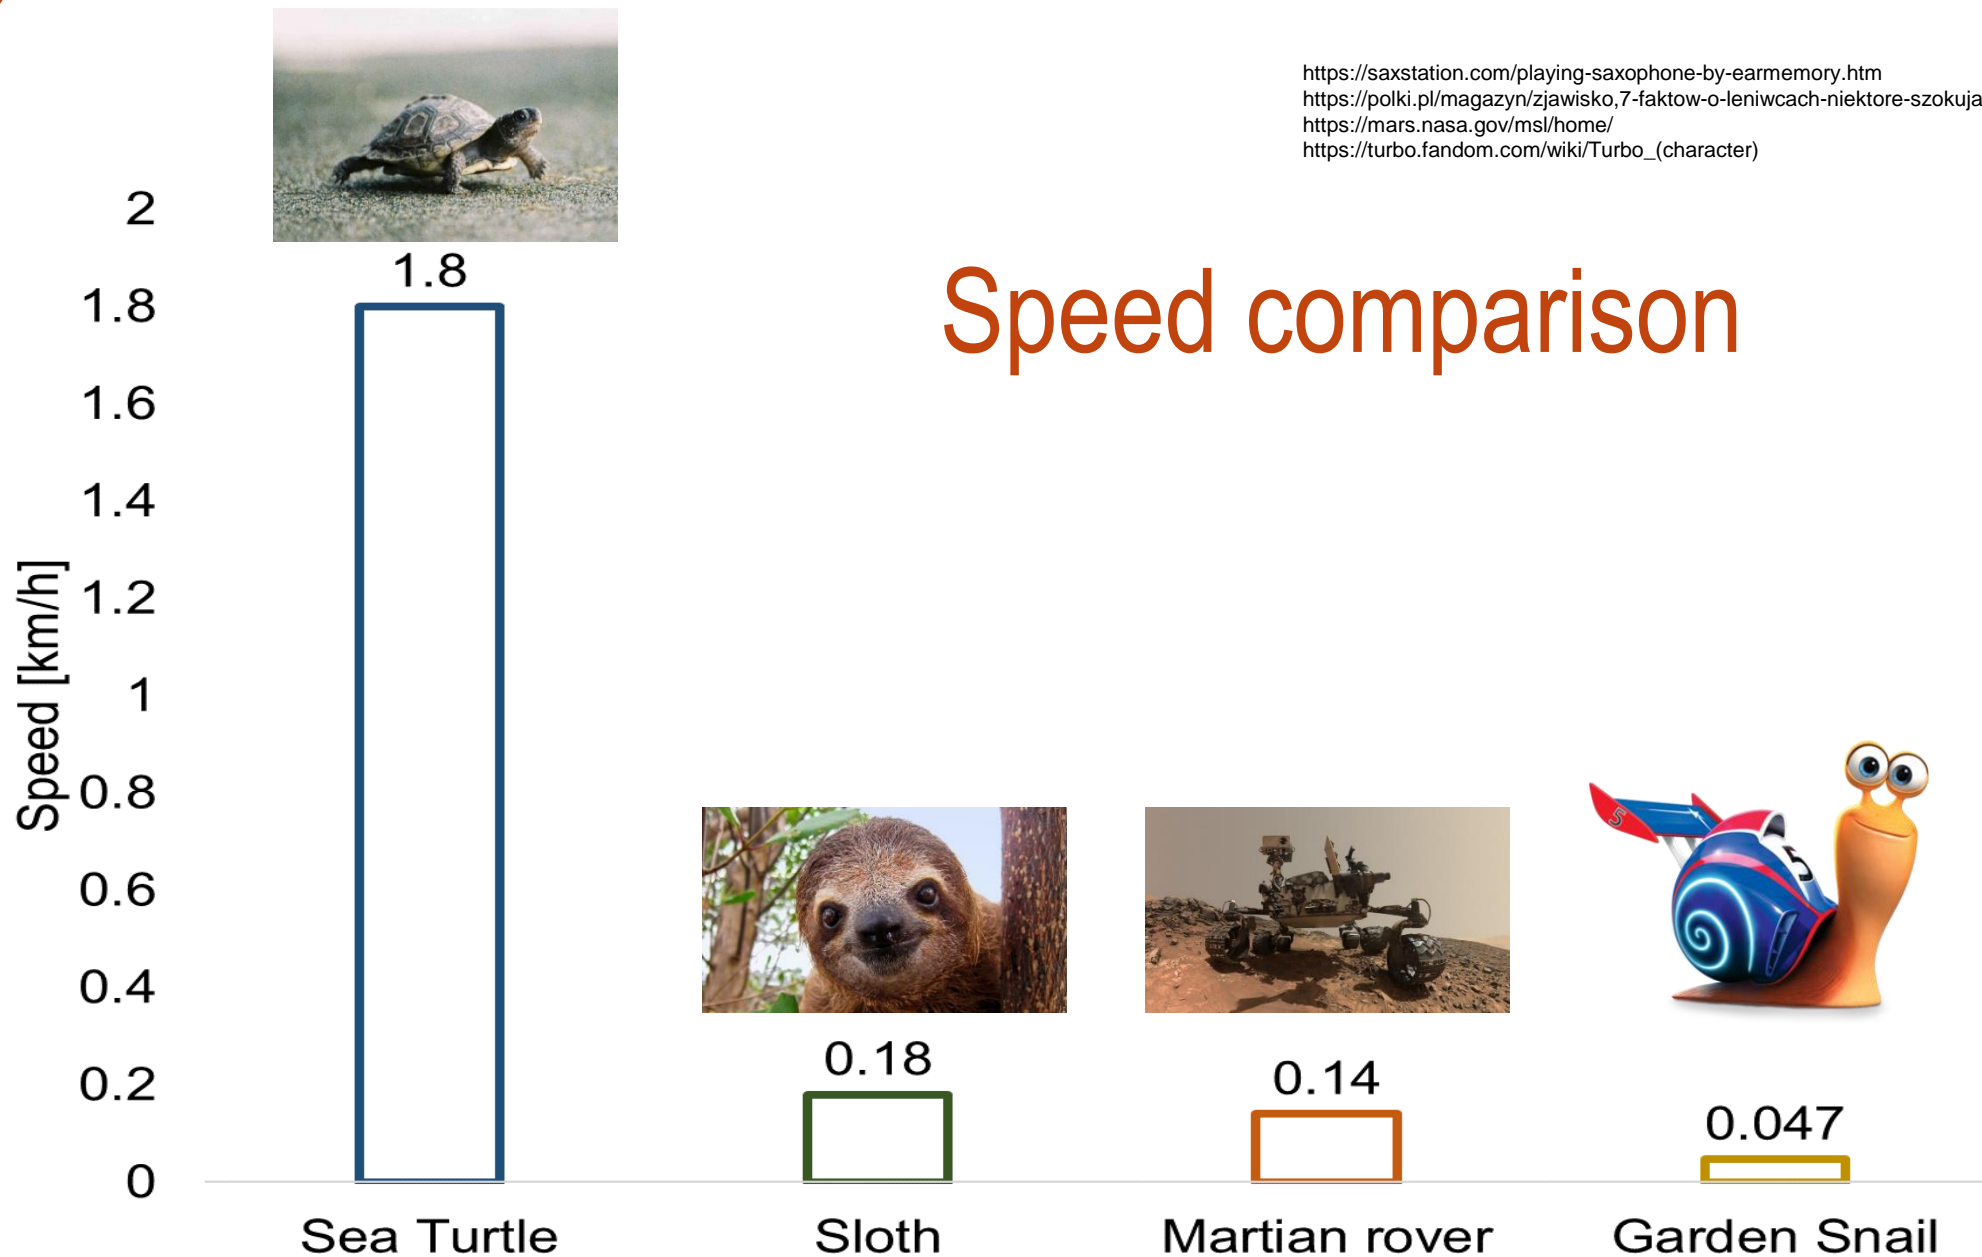 https://saxstation.com/playing-saxophone-by-earmemory.htm
https://polki.pl/magazyn/zjawisko,7-faktow-o-leniwcach-niektore-szokuja
https://mars.nasa.gov/msl/home/
https://turbo.fandom.com/wiki/Turbo_(character)
Speed comparison
Speed [km/h]
2
1.8
1.6
1.4
1.2
1
0.8
0.6
0.4
0.2
0
1.8
0.18
0.14
0.047
5
5
Sea Turtle
Sloth
Martian rover
Garden Snail